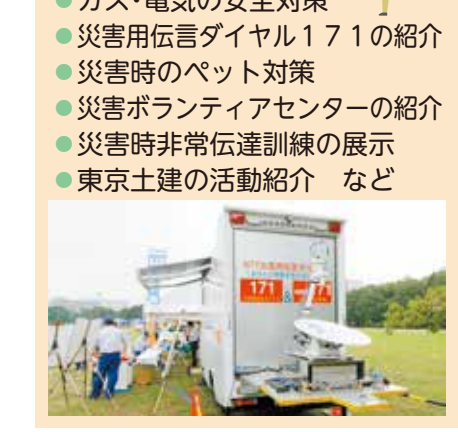 ●ガス・電気の安全対策
●災害用伝言ダイヤル１７１の紹介
●災害時のペット対策
●災害ボランティアセンターの紹介
●災害時非常伝達訓練の展示
●東京土建の活動紹介　など
171
&